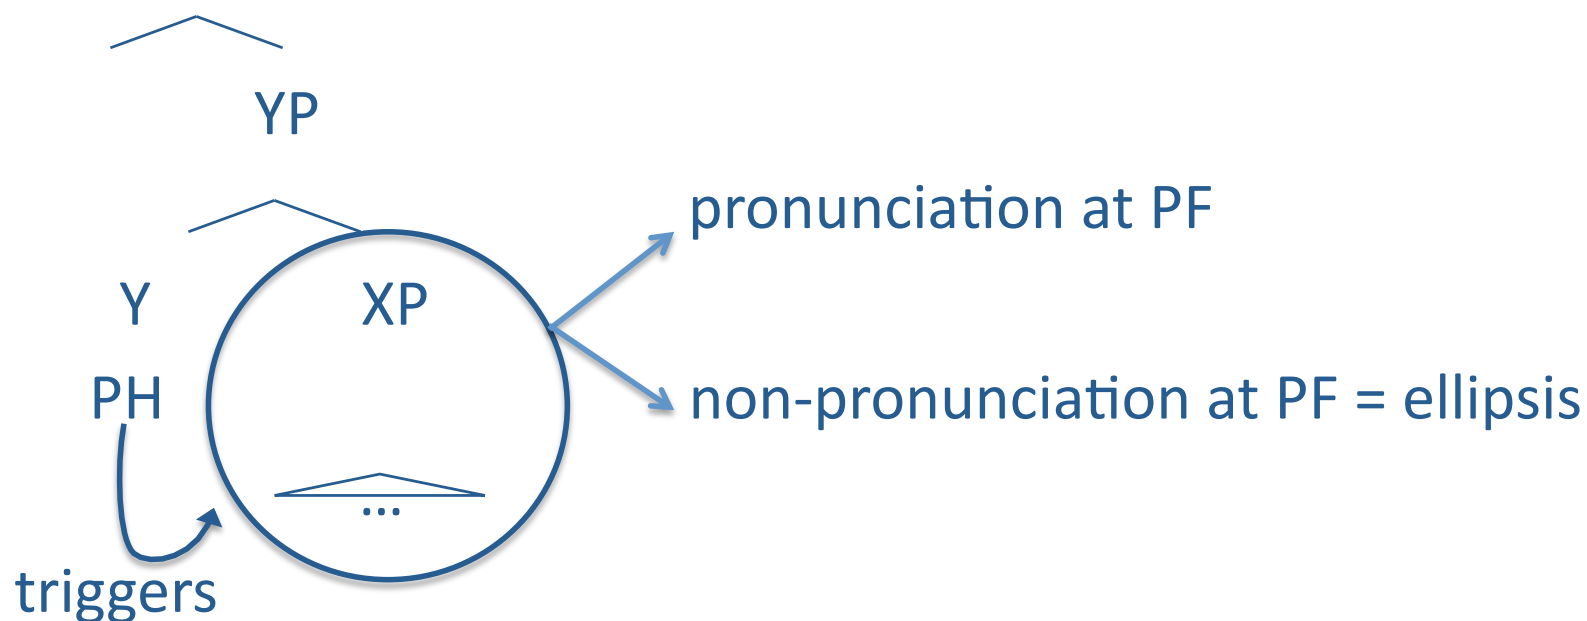 YP
pronunciation at PF
Y
XP
PH
non-pronunciation at PF = ellipsis
...
triggers